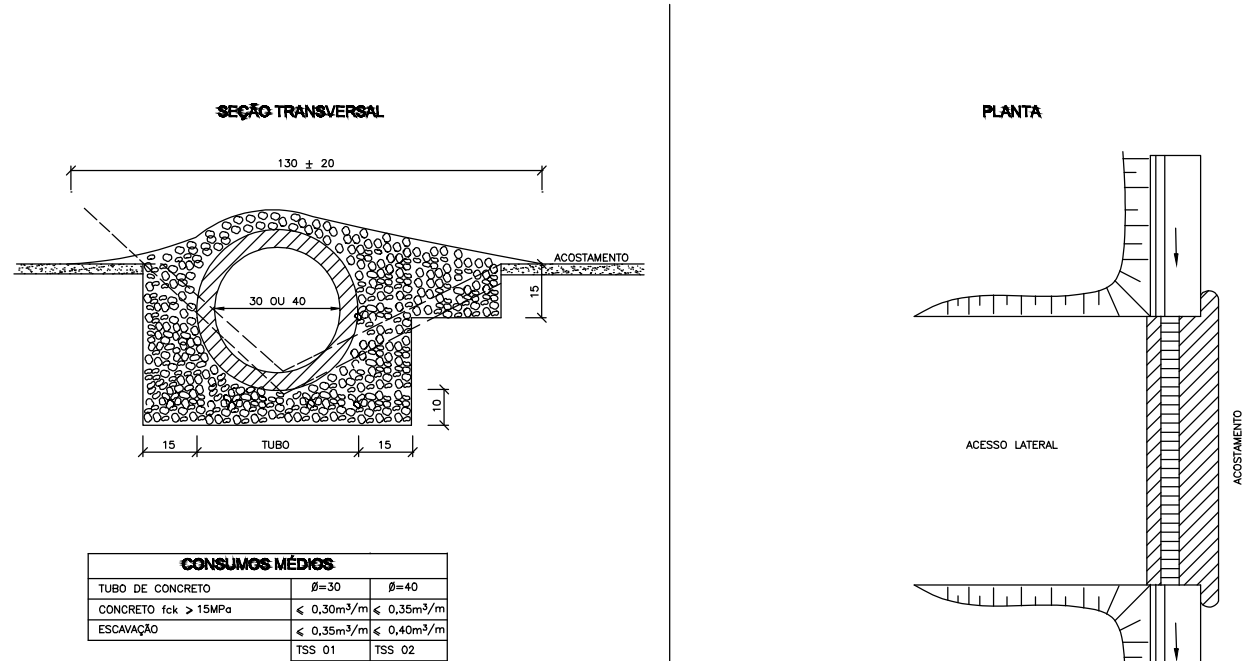 SEÇÃO TRANSVERSAL
130 ± 20
ACOSTAMENTO
30 OU 40
15
10
15
TUBO
15
CONSUMOS MÉDIOS
TUBO DE CONCRETO Ø=30 Ø=40
CONCRETO fck > 15MPa ⩽ 0,30m³/m ⩽ 0,35m³/m
ESCAVAÇÃO ⩽ 0,35m³/m ⩽ 0,40m³/m
TSS 01 TSS 02
PLANTA
ACESSO LATERAL
ACOSTAMENTO